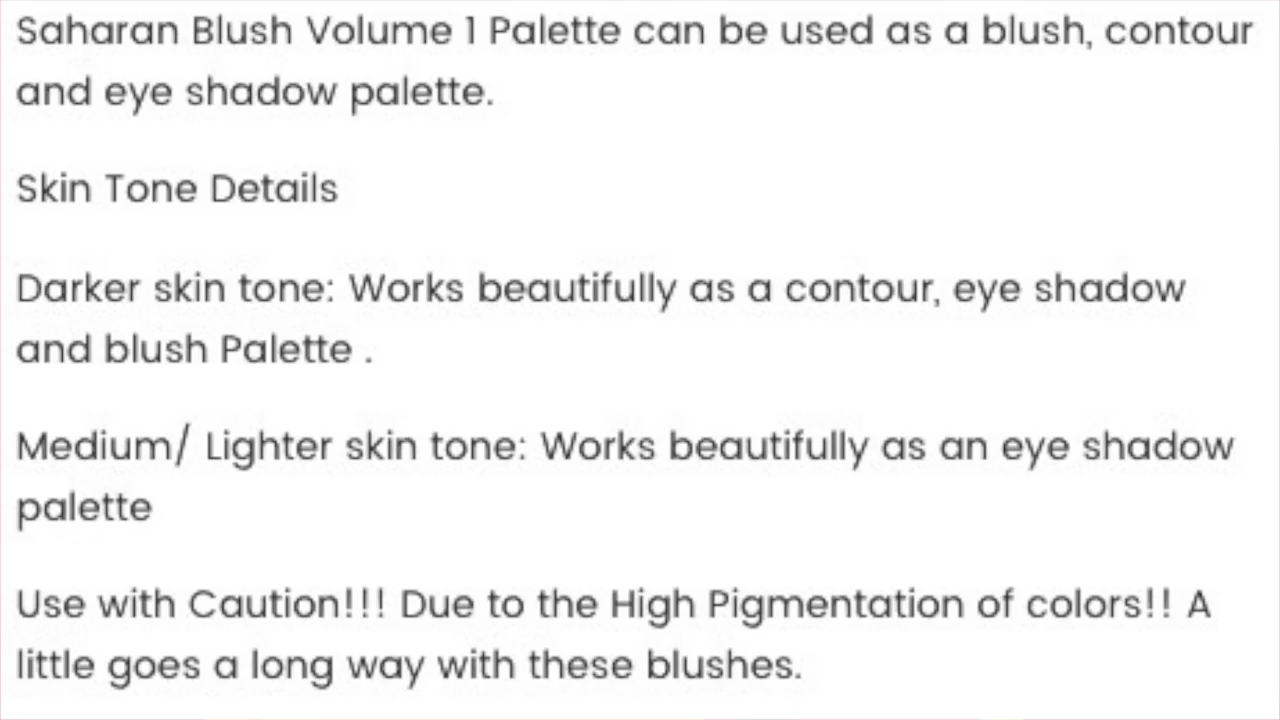 Saharan Blush Volume 1 Palette can be used as a blush, contour
and eye shadow palette.
Skin Tone Details
Darker skin tone: Works beautifully as a contour, eye shadow
and blush Palette .
Medium/ Lighter skin tone: Works beautifully as an eye shadow
palette
Use with Caution!!! Due to the High Pigmentation of colors!! A
little goes a long way with these blushes.